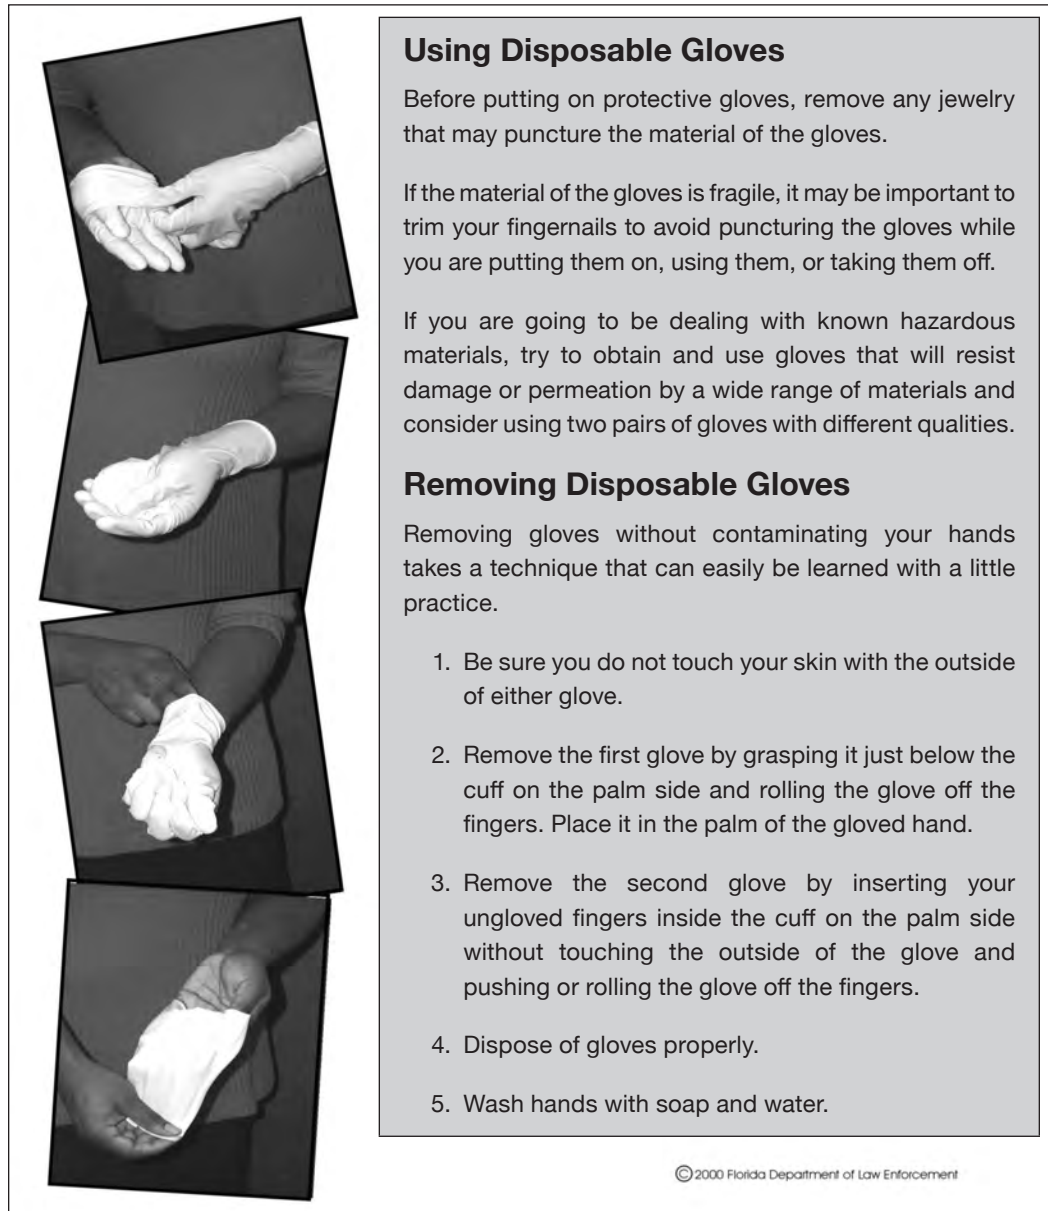 Using Disposable Gloves
Before putting on protective gloves, remove any jewelry
that may puncture the material of the gloves.
If the material of the gloves is fragile, it may be important to
trim your fingernails to avoid puncturing the gloves while
you are putting them on, using them, or taking them off.
If you are going to be dealing with known hazardous
materials, try to obtain and use gloves that will resist
damage or permeation by a wide range of materials and
consider using two pairs of gloves with different qualities.
Removing Disposable Gloves
Removing gloves without contaminating your hands
takes a technique that can easily be learned with a little
practice.
1. Be sure you do not touch your skin with the outside
of either glove.
2. Remove the first glove by grasping it just below the
cuff on the palm side and rolling the glove off the
fingers. Place it in the palm of the gloved hand.
3. Remove the second glove by inserting your
ungloved fingers inside the cuff on the palm side
without touching the outside of the glove and
pushing or rolling the glove off the fingers.
4. Dispose of gloves properly.
5. Wash hands with soap and water.
©2000 Florida Department of Law Enforcement